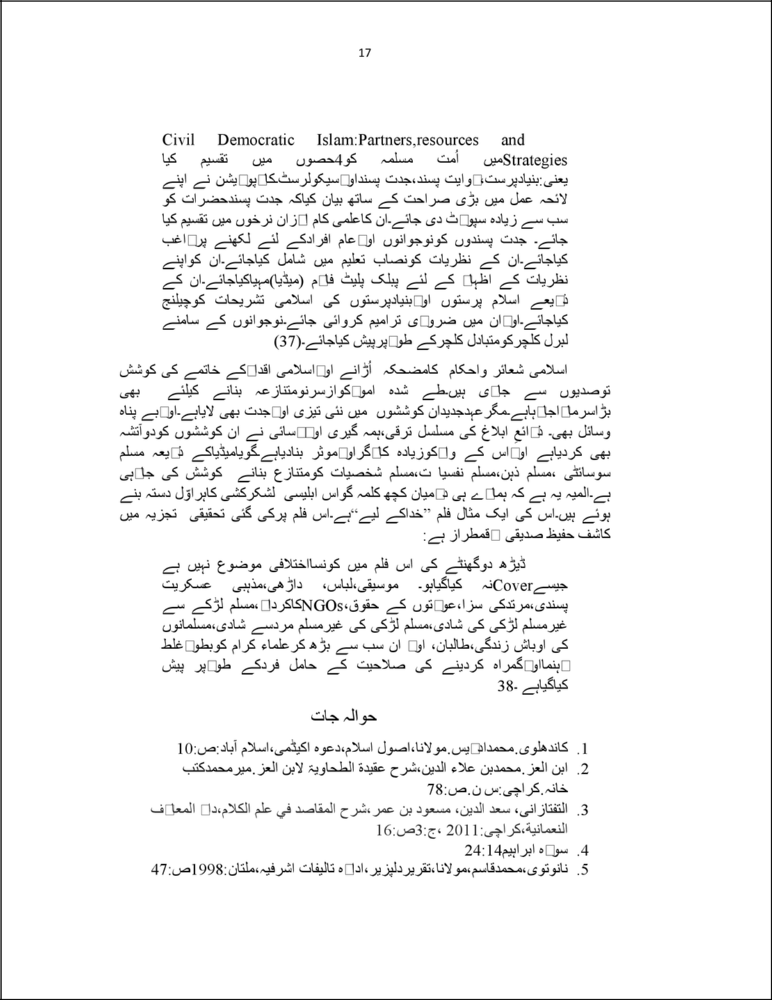 17
Civil Democratic Islam:Partners,resources and
Strategiesمیں اُمت مسلمہ کو4حصوں میں تقسیم کیا
یعنی:بنیادپرست،□وایت پسند،جدت پسنداو□سیکولرسٹ۔کا□پو□یشن نے اپنے
لائحہ عمل میں بڑی صراحت کے ساتھ بیان کیاکہ جدت پسندحضرات کو
سب سے زیادہ سپو□ٹ دی جائے۔ان کاعلمی کام ا□زان نرخوں میں تقسیم کیا
جائے۔ جدت پسندوں کونوجوانوں او□عام افرادکے لئے لکھنے پر□اغب
کیاجائے۔ان کے نظریات کونصاب تعلیم میں شامل کیاجائے۔ان کواپنے
نظریات کے اظہا□ کے لئے پبلک پلیٹ فا□م (میڈیا)مہیاکیاجائے۔ان کے
ذ□یعے اسلام پرستوں او□بنیادپرستوں کی اسلامی تشریحات کوچیلنج
کیاجائے۔او□ان میں ضرو□ی ترامیم کروائی جائے۔نوجوانوں کے سامنے
لبرل کلچرکومتبادل کلچرکے طو□پرپیش کیاجائے۔(37)
اسلامی شعائر واحکام کامضحکہ اُڑانے او□اسلامی اقدا□کے خاتمے کی کوشش
توصدیوں سے جا□ی ہیں۔طے شدہ امو□کوازسرنومتنازعہ بنانے کیلئے بھی
بڑاسرما□اجا□ہاہے۔مگرعہدجدیدان کوششوں میں نئی تیزی او□جدت بھی لایاہے۔او□بے پناہ
وسائل بھی۔ ذ□ائع ابلاغ کی مسلسل ترقی،ہمہ گیری او□□سائی نے ان کوششوں کودوآتشہ
بھی کردیاہے او□اس کے وا□کوزیادہ کا□گراو□موثر بنادیاہے۔گویامیڈیاکے ذ□یعہ مسلم
سوسائٹی ،مسلم ذہن،مسلم نفسیا ت،مسلم شخصیات کومتنازع بنانے کوشش کی جا□ہی
ہے۔المیہ یہ ہے کہ ہما□ے ہی د□میان کچھ کلمہ گواس ابلیسی لشکرکشی کاہراوّل دستہ بنے
ہوئے ہیں۔اس کی ایک مثال فلم ”خداکے لیے“ہے۔اس فلم پرکی گئی تحقیقی تجزیہ میں
کاشف حفیظ صدیقی □قمطراز ہے:
ڈیڑھ دوگھنٹے کی اس فلم میں کونسااختلافی موضوع نہیں ہے
جیسےCoverنہ کیاگیاہو۔ موسیقی،لباس، داڑھی،مذہبی عسکریت
پسندی،مرتدکی سزا،عو□توں کے حقوق،NGOsکاکردا□،مسلم لڑکے سے
غیرمسلم لڑکی کی شادی،مسلم لڑکی کی غیرمسلم مردسے شادی،مسلمانوں
کی اوباش زندگی،طالبان، او□ ان سب سے بڑھ کرعلماء کرام کوبطو□غلط
□ہنمااو□گمراہ کردینے کی صلاحیت کے حامل فردکے طو□پر پیش
کیاگیاہے ۔38
حوالہ جات
1. کاندھلوی.محمداد□یس.مولانا،اصول اسلام،دعوہ اکیڈمی،اسلام آباد:ص:10
2. ابن العز.محمدبن علاء الدین،شرح عقیدۃ الطحاویۃ لابن العز.میرمحمدکتب
خانہ.کراچی:س ن.ص:78
3. التفتازانی، سعد الدین، مسعود بن عمر،شرح المقاصد في علم الكلام،دا□ المعا□ف
النعمانیة،کراچی:2011 ،ج:3ص:16
4. سو□ہ ابراہیم24:14
5. نانوتوی،محمدقاسم،مولانا،تقریردلپزیر،ادا□ہ تالیفات اشرفیہ،ملتان:1998ص:47